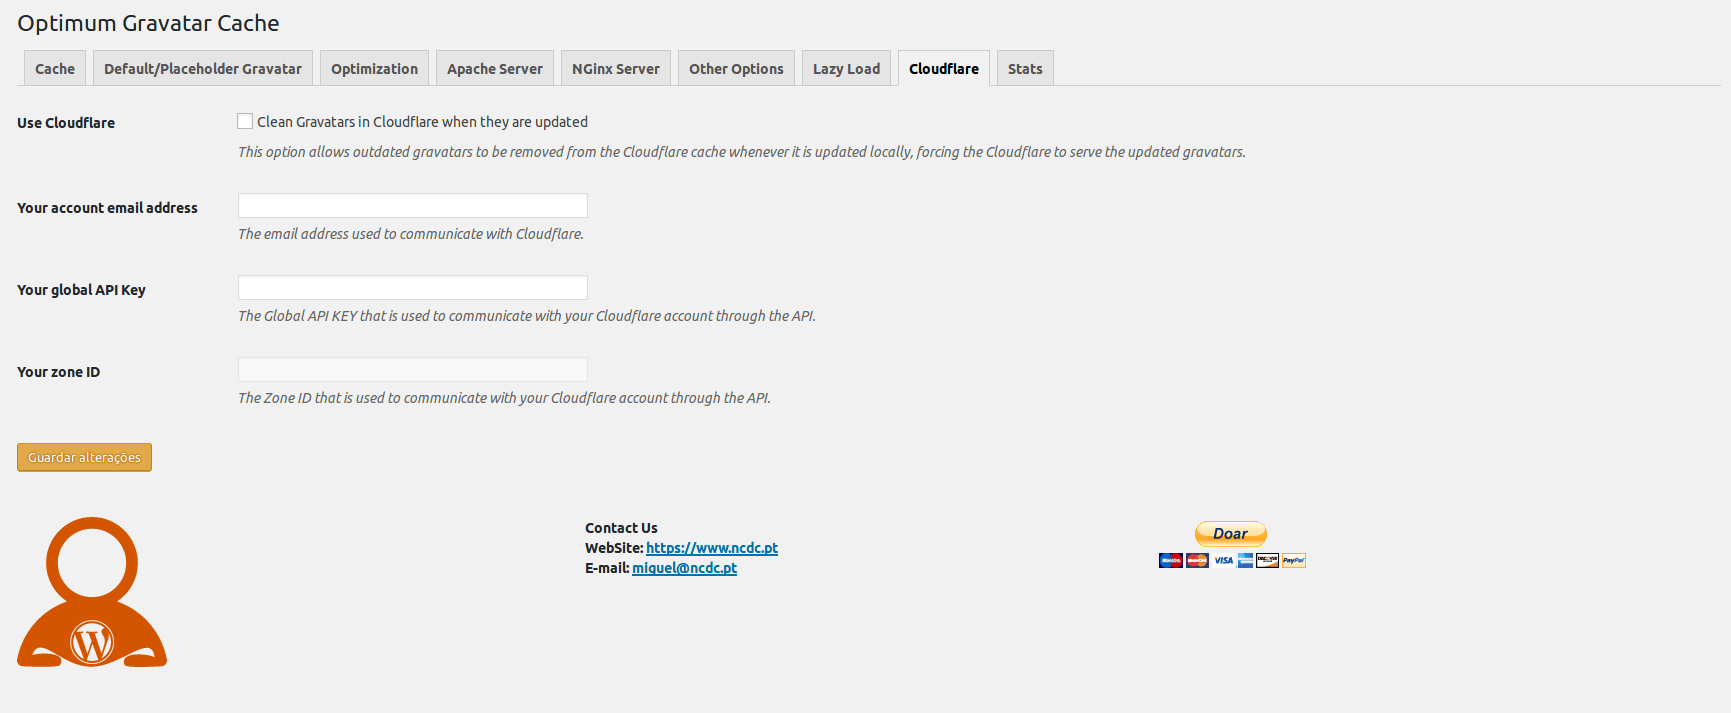 Optimum Gravatar Cache
Cache Default/Placeholder Gravatar Optimization Apache Server NGinx Server Other Options Lazy Load Cloudflare Stats
Use Cloudflare Clean Gravatars in Cloudflare when they are updated
This option allows outdated gravatars to be removed from the Cloudflare cache whenever it is updated locally, forcing the Cloudflare to serve the updated gravatars.
Your account email address
The email address used to communicate with Cloudflare.
Your global API Key
The Global API KEY that is used to communicate with your Cloudflare account through the API.
Your zone ID
The Zone ID that is used to communicate with your Cloudflare account through the API.
Guardar alterações
Contact Us
WebSite: https://www.ncdc.pt
E-mail: miguel@ncdc.pt
Doar
VISA DISCOVER PayPal
W